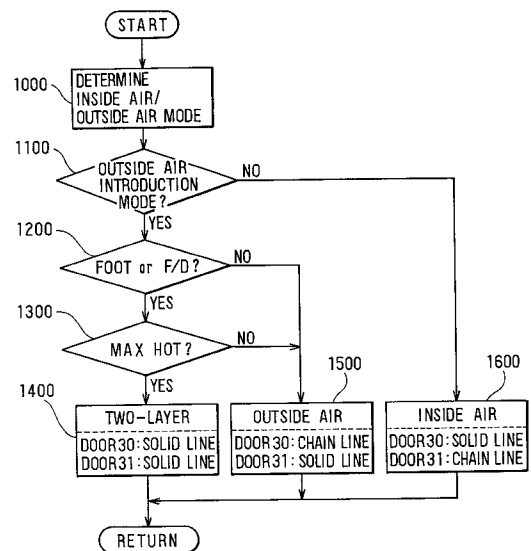 START
1000
DETERMINE
INSIDE AIR/
OUTSIDE AIR MODE
1100
OUTSIDE AIR
INTRODUCTION
MODE?
NO
YES
1200
FOOT or F/D?
NO
YES
1300
MAX HOT?
NO
YES
1400
TWO-LAYER
DOOR30:SOLID LINE
DOOR31:SOLID LINE
1500
OUTSIDE AIR
DOOR30:CHAIN LINE
DOOR31:SOLID LINE
1600
INSIDE AIR
DOOR30:SOLID LINE
DOOR31:CHAIN LINE
RETURN